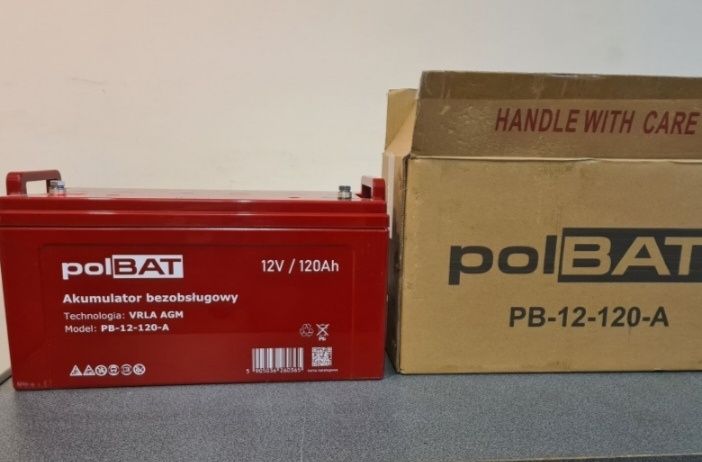 polBAT
12V / 120Ah
Akumulator bezobsługowy
Technologia: VRLA AGM
Model: PB-12-120-A
Pb
HANDLE WITH CARE
polBAT
PB-12-120-A